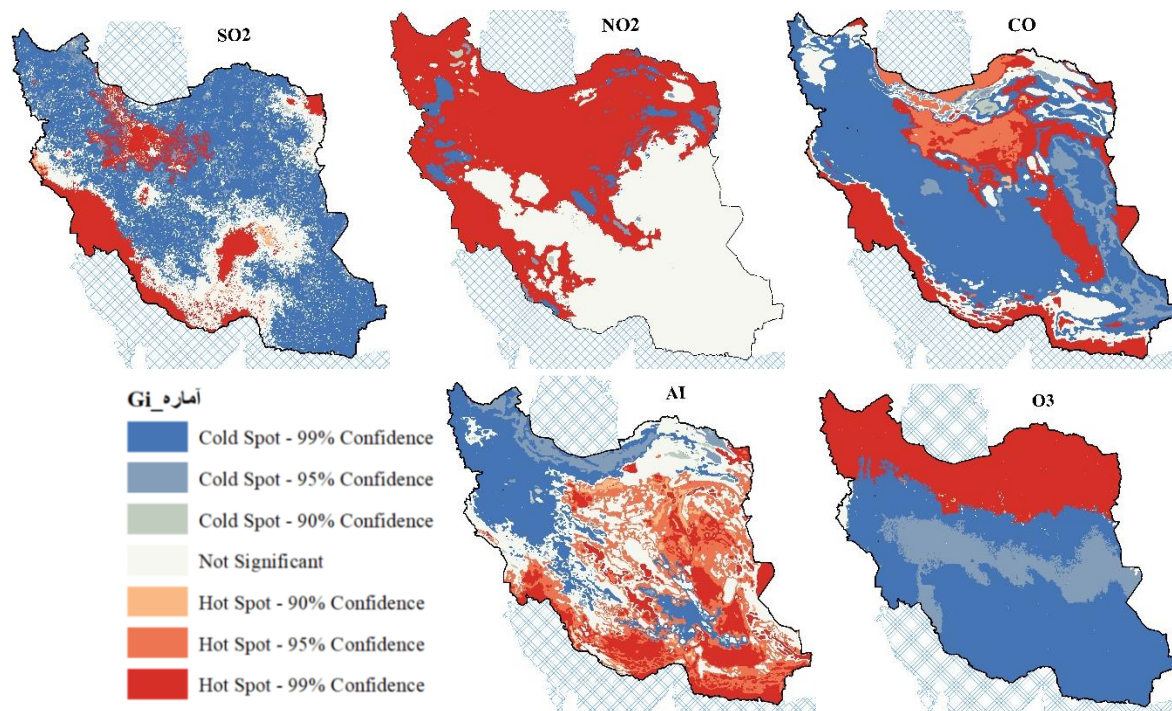 SO2
NO2
CO
Gi_آماره
Cold Spot - 99% Confidence
Cold Spot - 95% Confidence
Cold Spot - 90% Confidence
Not Significant
Hot Spot - 90% Confidence
Hot Spot - 95% Confidence
Hot Spot - 99% Confidence
AI
O3